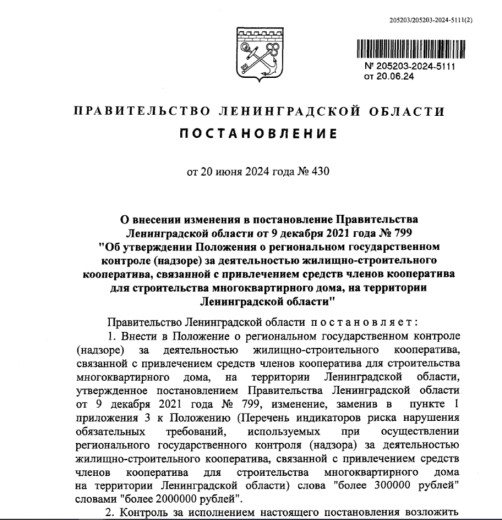 205203/205203-2024-5111(2)
№ 205203-2024-5111
от 20.06.24
ПРАВИТЕЛЬСТВО ЛЕНИНГРАДСКОЙ ОБЛАСТИ
ПОСТАНОВЛЕНИЕ
от 20 июня 2024 года № 430
О внесении изменения в постановление Правительства
Ленинградской области от 9 декабря 2021 года № 799
"Об утверждении Положения о региональном государственном
контроле (надзоре) за деятельностью жилищно-строительного
кооператива, связанной с привлечением средств членов кооператива
для строительства многоквартирного дома, на территории
Ленинградской области"
Правительство Ленинградской области п о с т а н о в л я е т :
1. Внести в Положение о региональном государственном контроле
(надзоре) за деятельностью жилищно-строительного кооператива,
связанной с привлечением средств членов кооператива для строительства
многоквартирного дома, на территории Ленинградской области,
утвержденное постановлением Правительства Ленинградской области
от 9 декабря 2021 года № 799, изменение, заменив в пункте 1
приложения 3 к Положению (Перечень индикаторов риска нарушения
обязательных требований, используемых при осуществлении
регионального государственного контроля (надзора) за деятельностью
жилищно-строительного кооператива, связанной с привлечением средств
членов кооператива для строительства многоквартирного дома
на территории Ленинградской области) слова "более 300000 рублей"
словами "более 2000000 рублей".
2. Контроль за исполнением настоящего постановления возложить